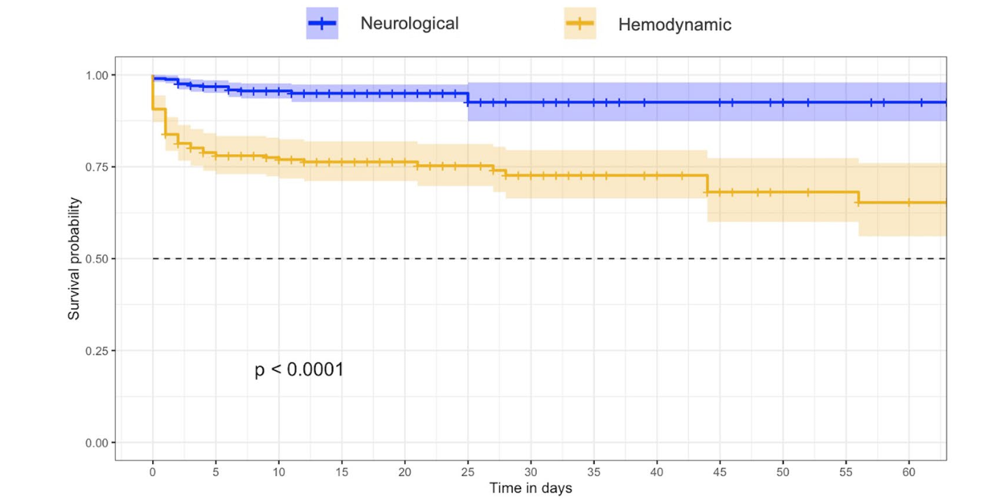 Neurological Hemodynamic
1.00
0.75
0.50
0.25
0.00
Survival probability
p < 0.0001
0 5 10 15 20 25 30 35 40 45 50 55 60
Time in days